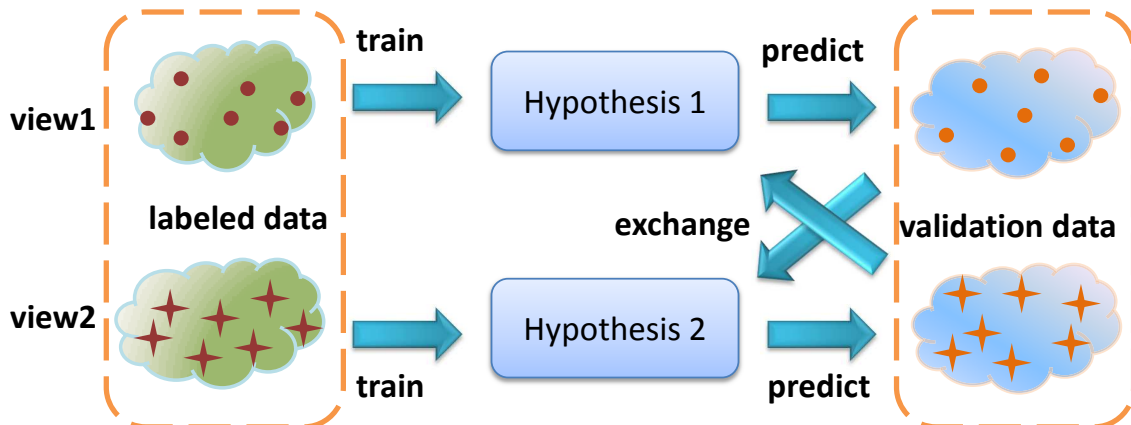 train
predict
view1
Hypothesis 1
labeled data
exchange
validation data
view2
Hypothesis 2
train
predict